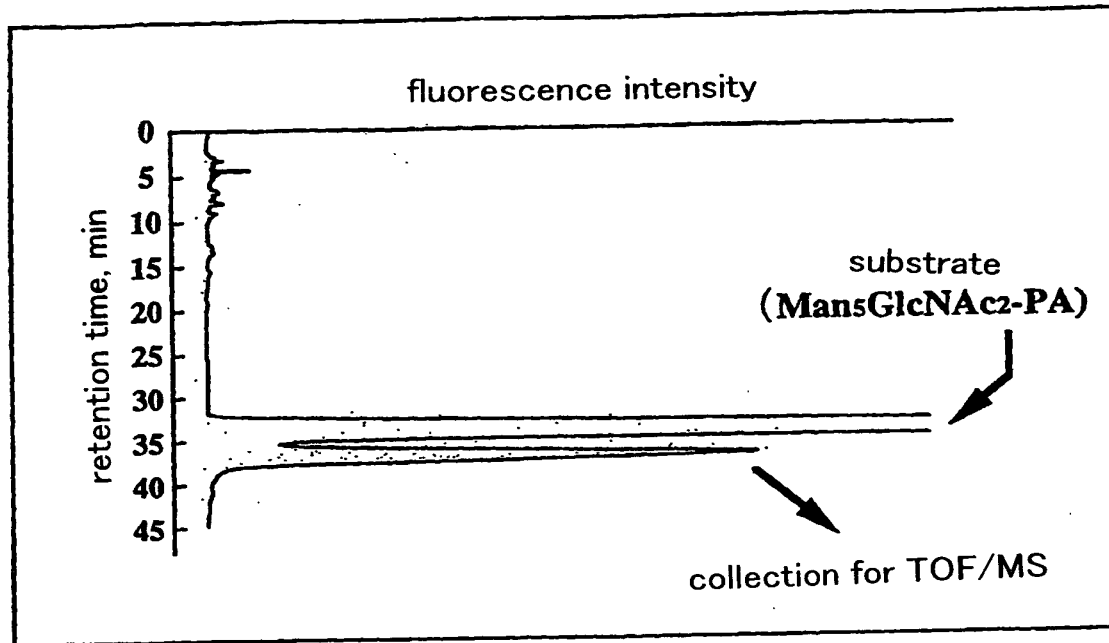 fluorescence intensity
0
5
10
15
20
25
30
35
40
45
retention time, min
substrate
(Man5GlcNAc2-PA)
collection for TOF/MS